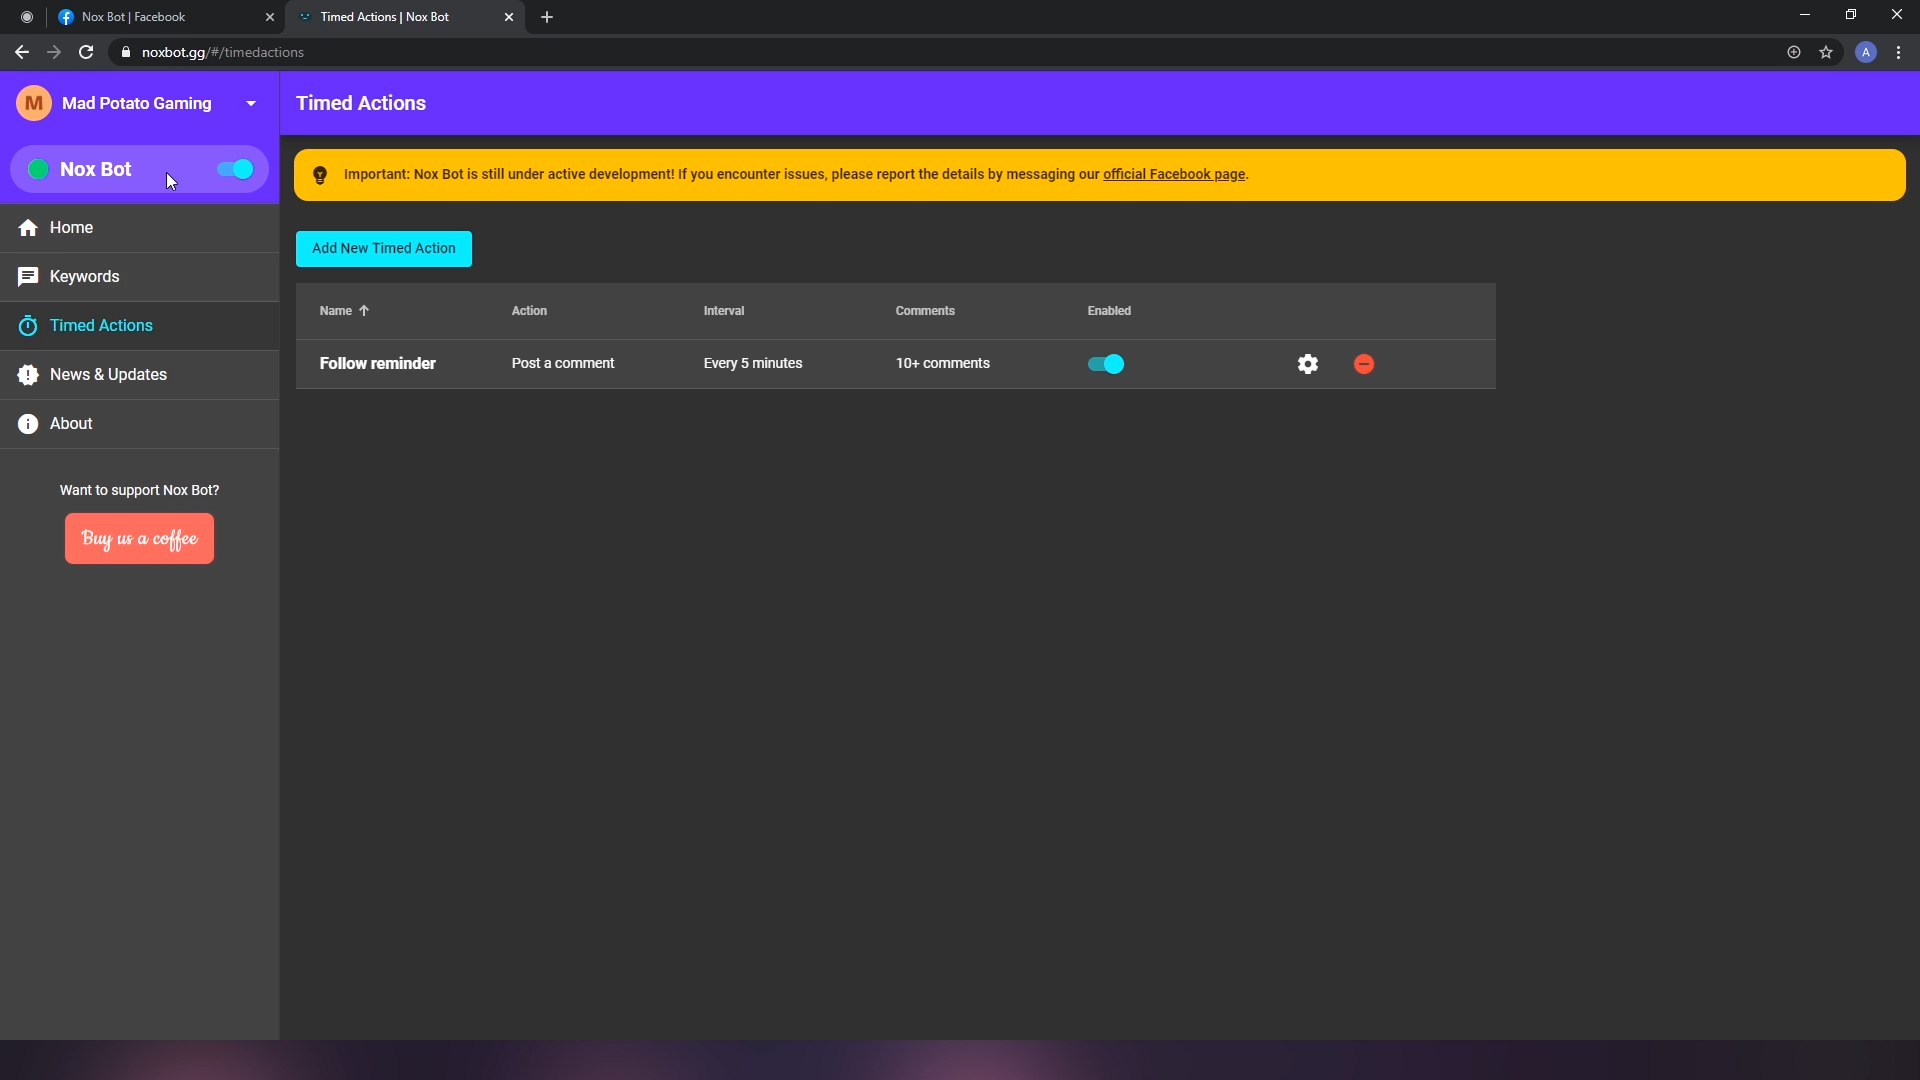 Nox Bot | Facebook
Timed Actions | Nox Bot
noxbot.gg/#/timedactions
A
M
Mad Potato Gaming
Timed Actions
Nox Bot
Important: Nox Bot is still under active development! If you encounter issues, please report the details by messaging our official Facebook page.
Home
Keywords
Timed Actions
News & Updates
About
Want to support Nox Bot?
Buy us a coffee
Add New Timed Action
Name Action Interval Comments Enabled
Follow reminder Post a comment Every 5 minutes 10+ comments